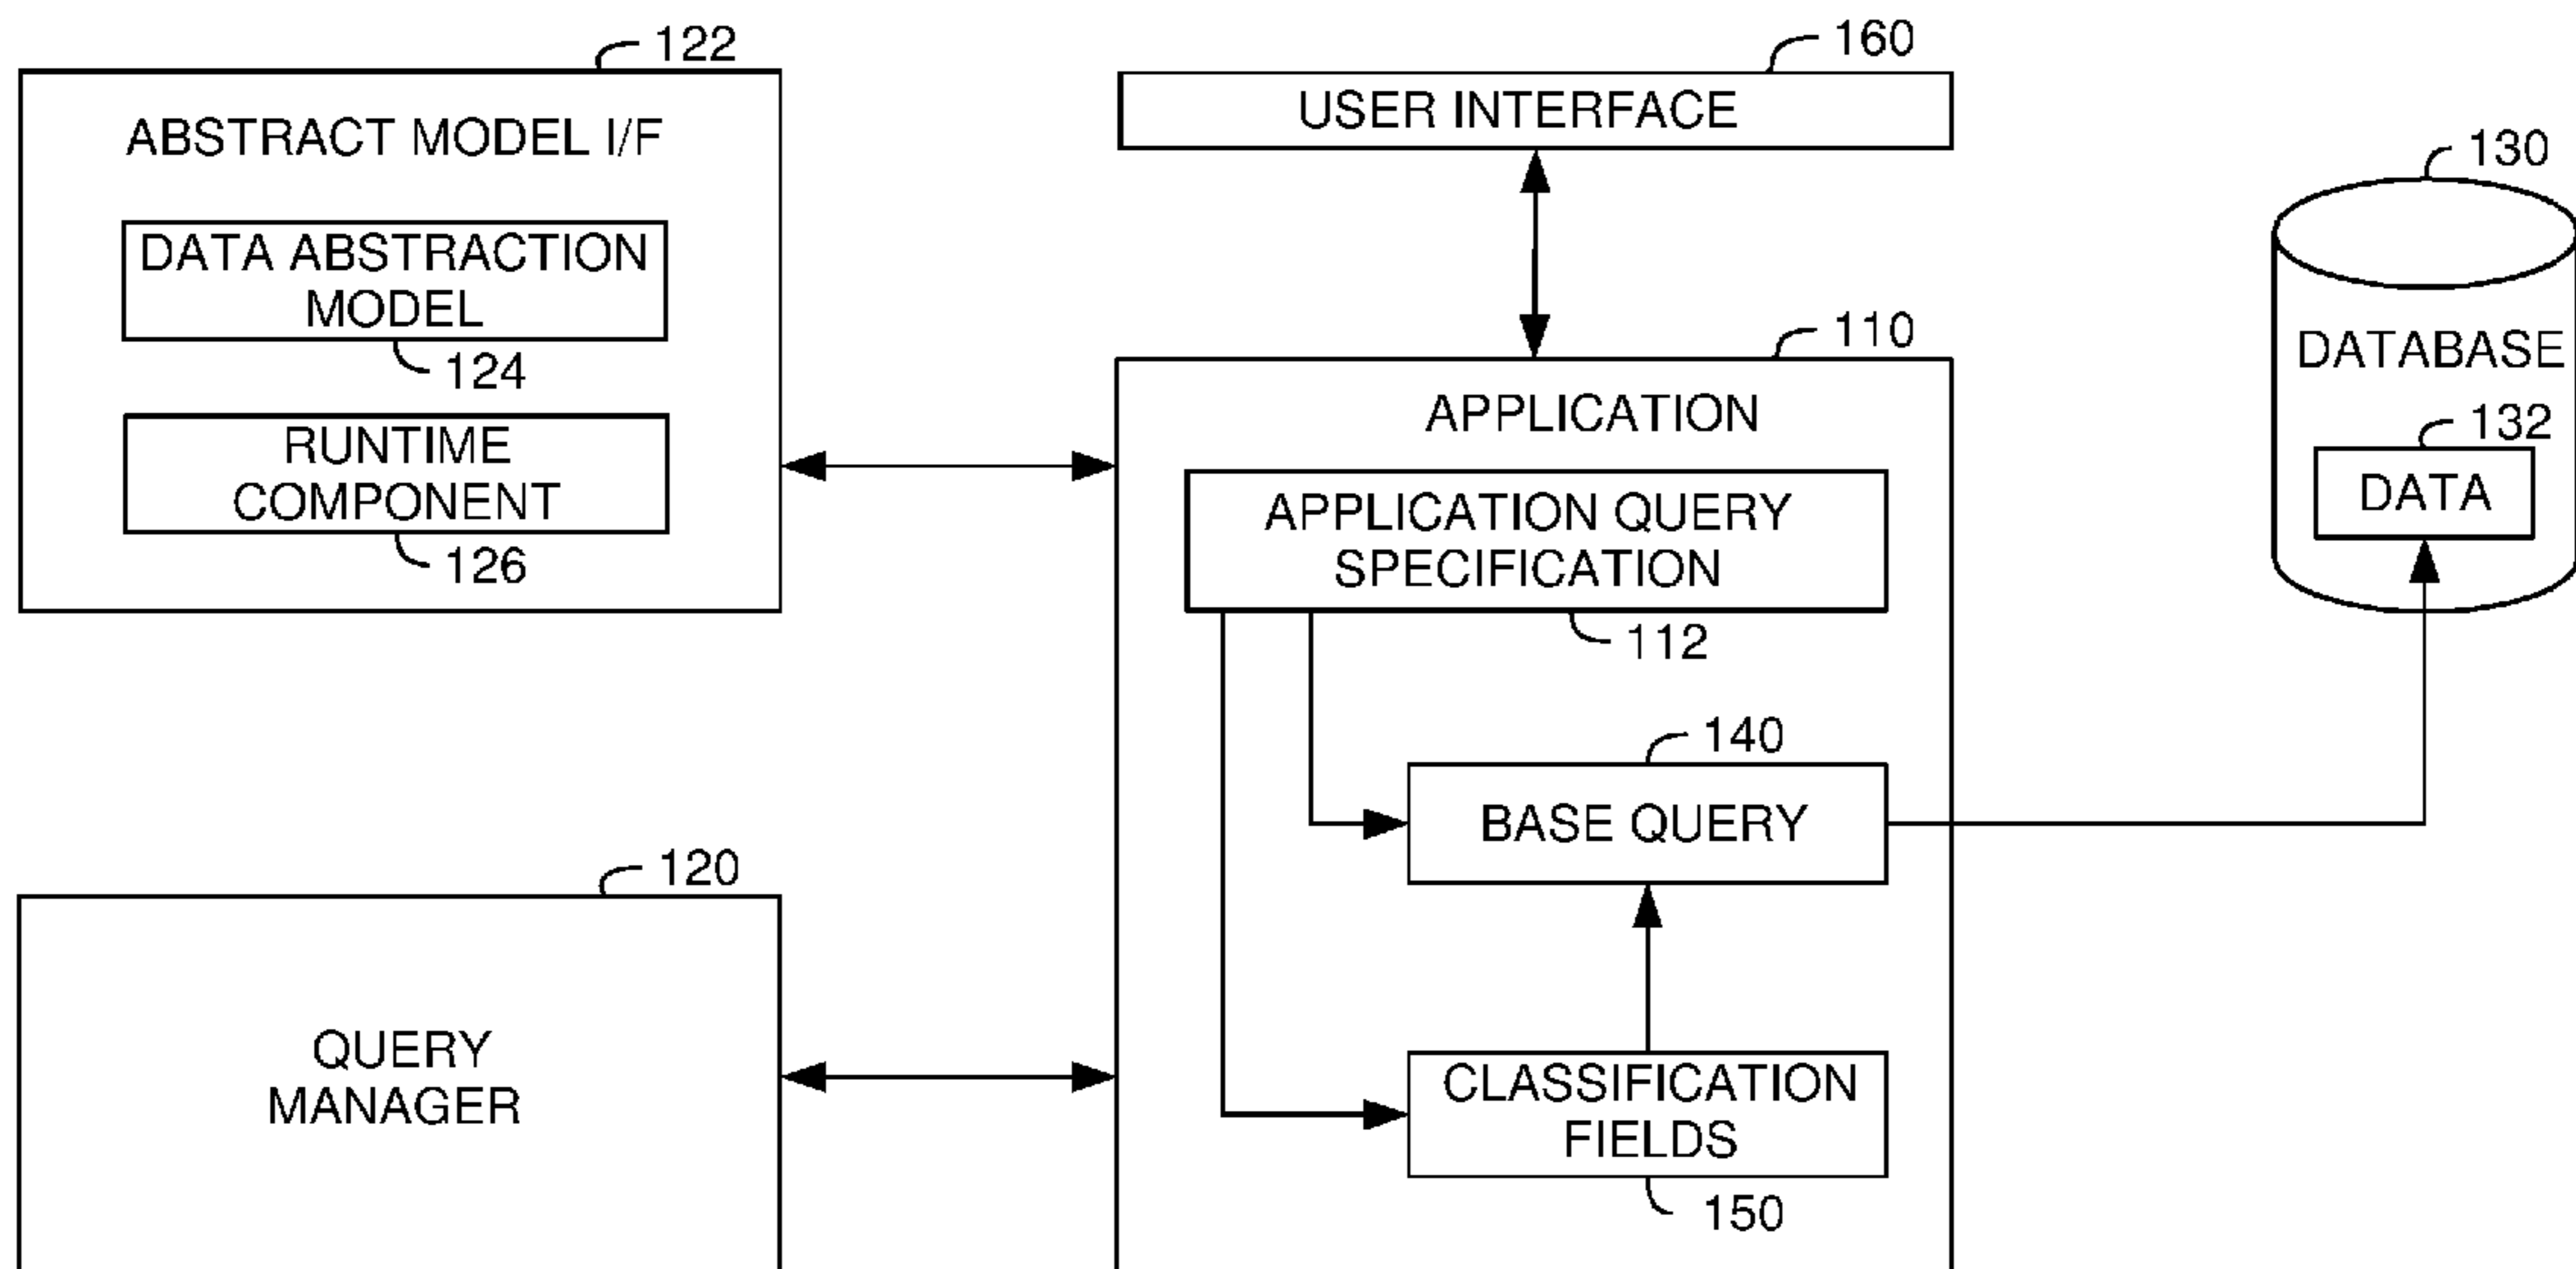 122
ABSTRACT MODEL I/F
DATA ABSTRACTION
MODEL
124
RUNTIME
COMPONENT
126
160
USER INTERFACE
110
APPLICATION
APPLICATION QUERY
SPECIFICATION
112
140
BASE QUERY
CLASSIFICATION
FIELDS
150
130
DATABASE
132
DATA
120
QUERY
MANAGER